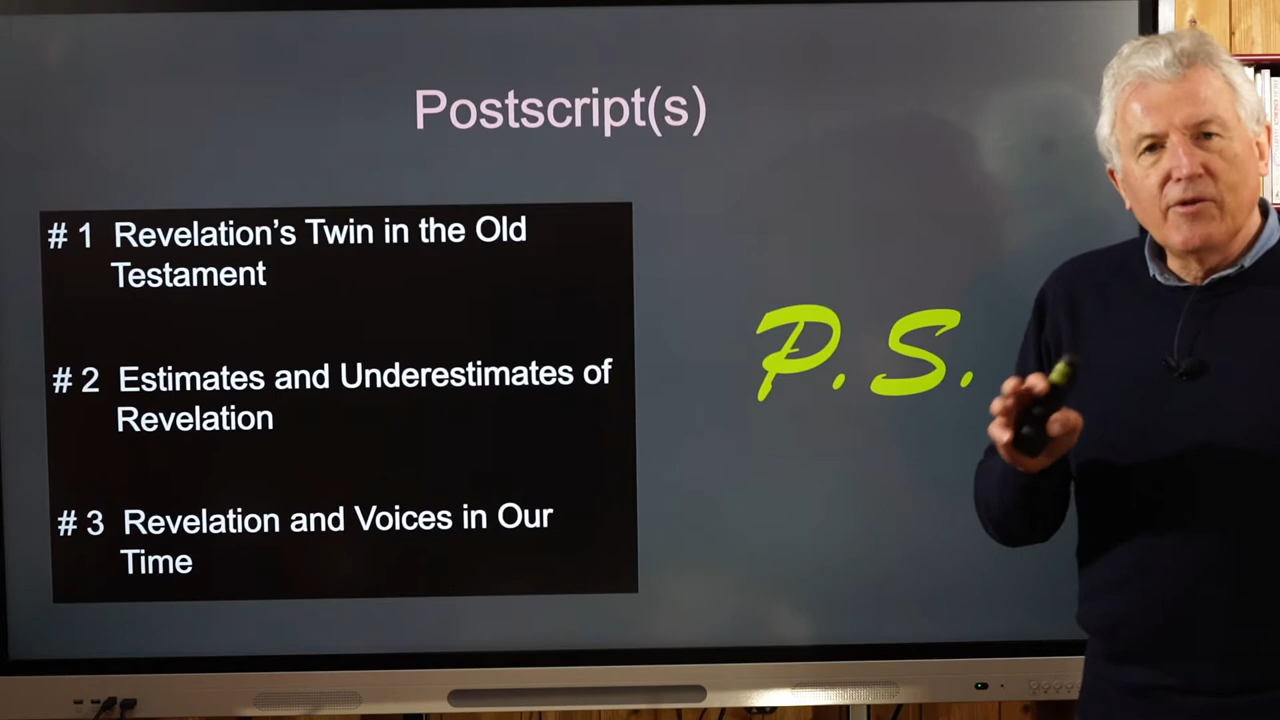 Postscript(s)
# 1 Revelation’s Twin in the Old
Testament
# 2 Estimates and Underestimates of
Revelation
# 3 Revelation and Voices in Our
Time
P. S.